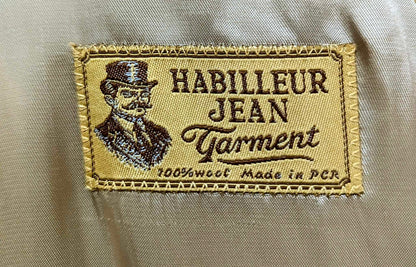 HABILLEUR
JEAN
Garment
100%wool Made in PCR